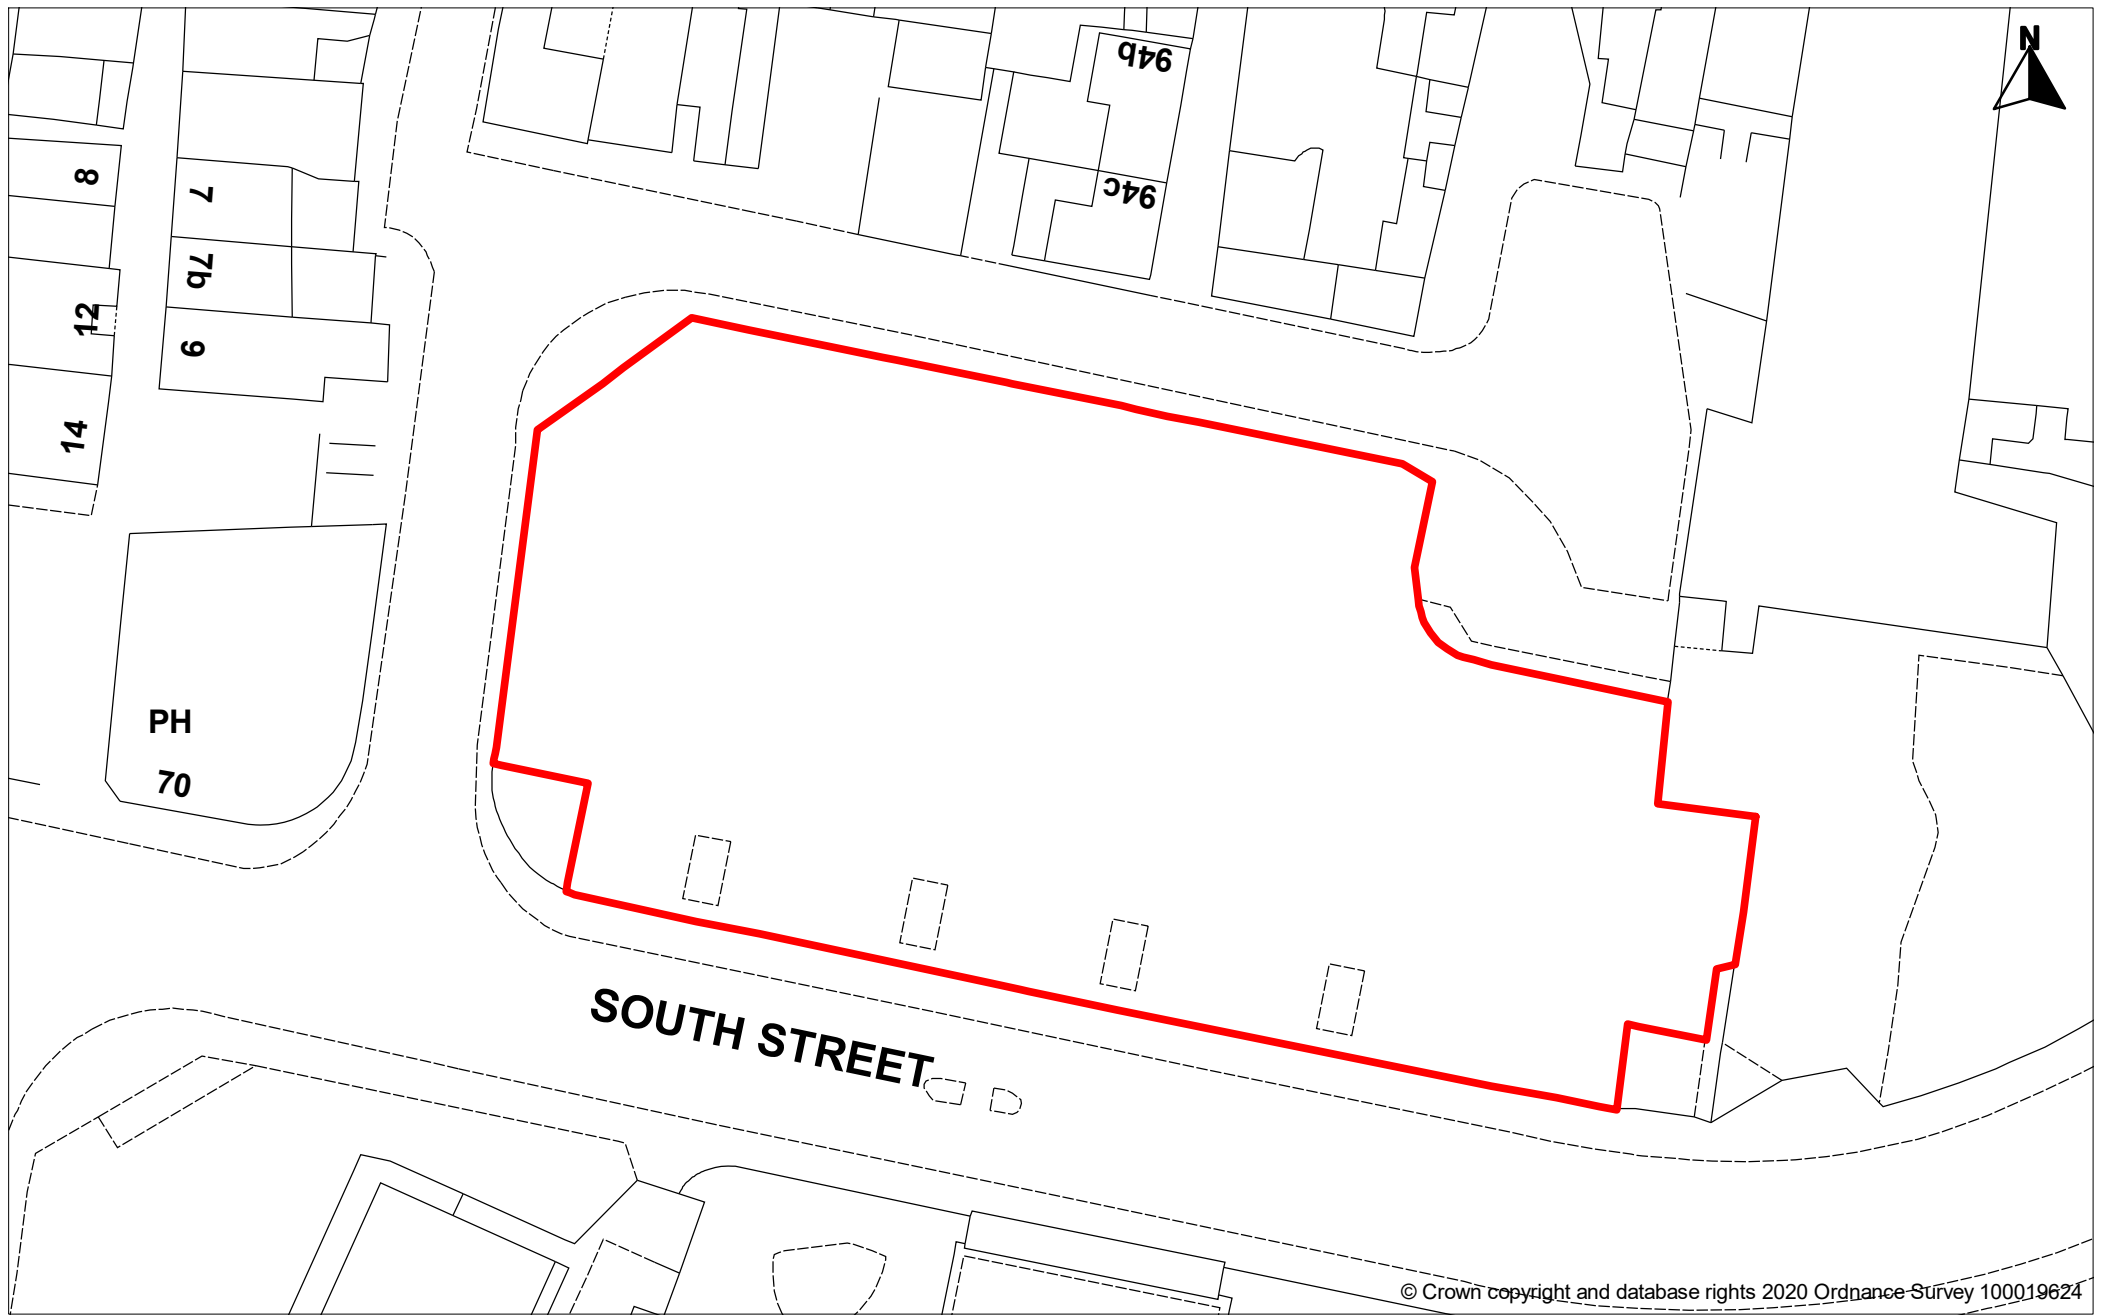 N
94b
94c
8
7
7b
12
9
14
PH
70
SOUTH STREET
© Crown copyright and database rights 2020 Ordnance Survey 100019624